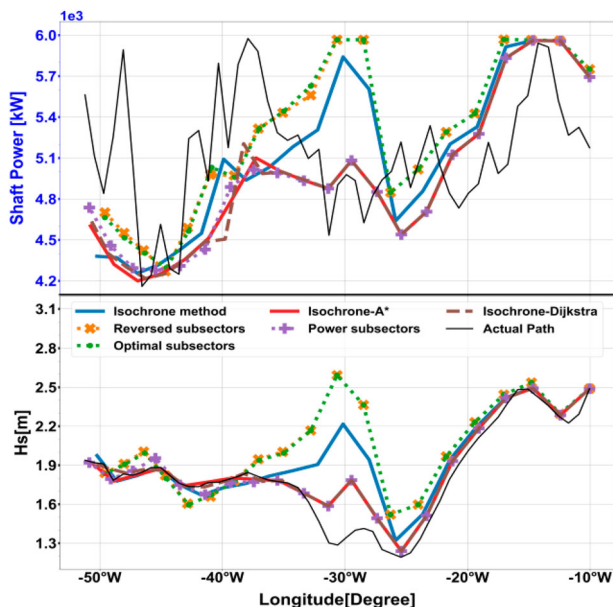 1e3
6.0
5.7
5.4
5.1
4.8
4.5
4.2
Shaft Power [kW]
3.1
2.8
2.5
2.2
1.9
1.6
1.3
Hs[m]
Isochrone method
Isochrone-A*
Isochrone-Dijkstra
Reversed subsectors
Power subsectors
Actual Path
Optimal subsectors
-50°W
-40°W
-30°W
-20°W
-10°W
Longitude[Degree]